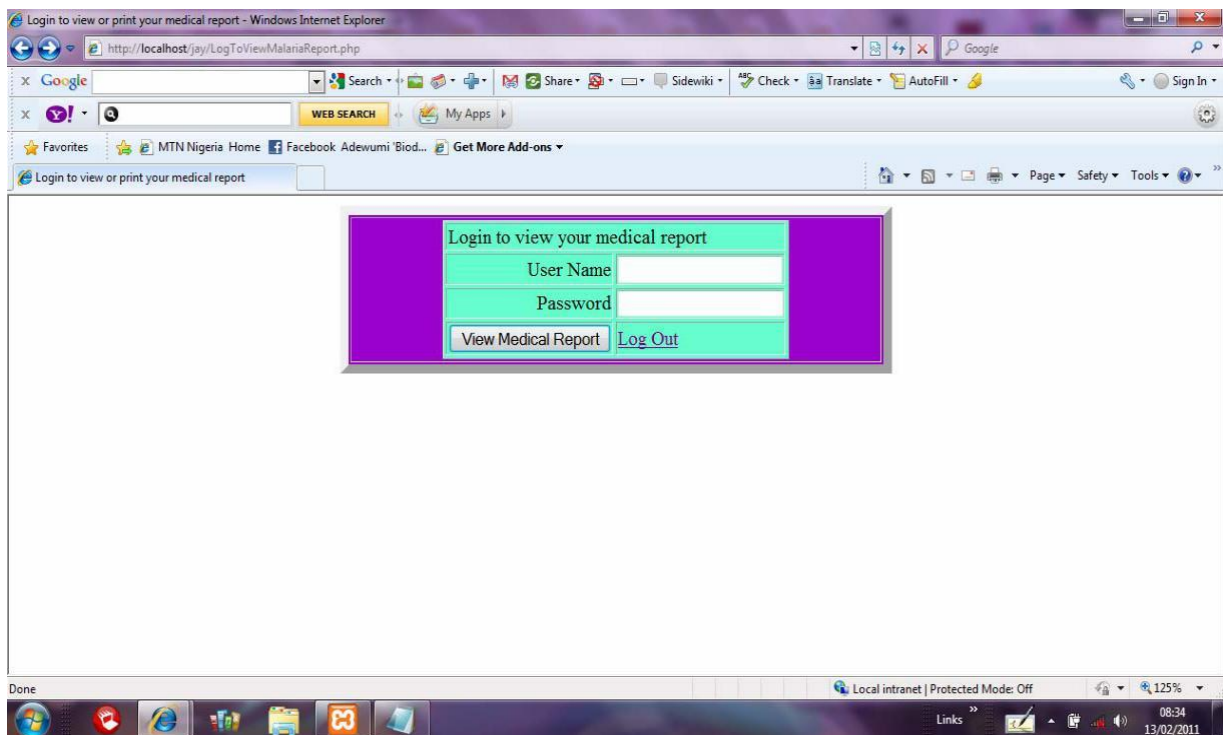 Login to view or print your medical report - Windows Internet Explorer
http://localhost/jay/LogToViewMalariaReport.php
Google
x Google Search Share Sidewiki Check Translate AutoFill Sign In
x Y! WEB SEARCH My Apps
Favorites MTN Nigeria Home Facebook Adewumi 'Biod... Get More Add-ons
Login to view or print your medical report Page Safety Tools
Login to view your medical report
User Name
Password
View Medical Report Log Out
Done Local intranet | Protected Mode: Off 125%
Links 08:34
13/02/2011